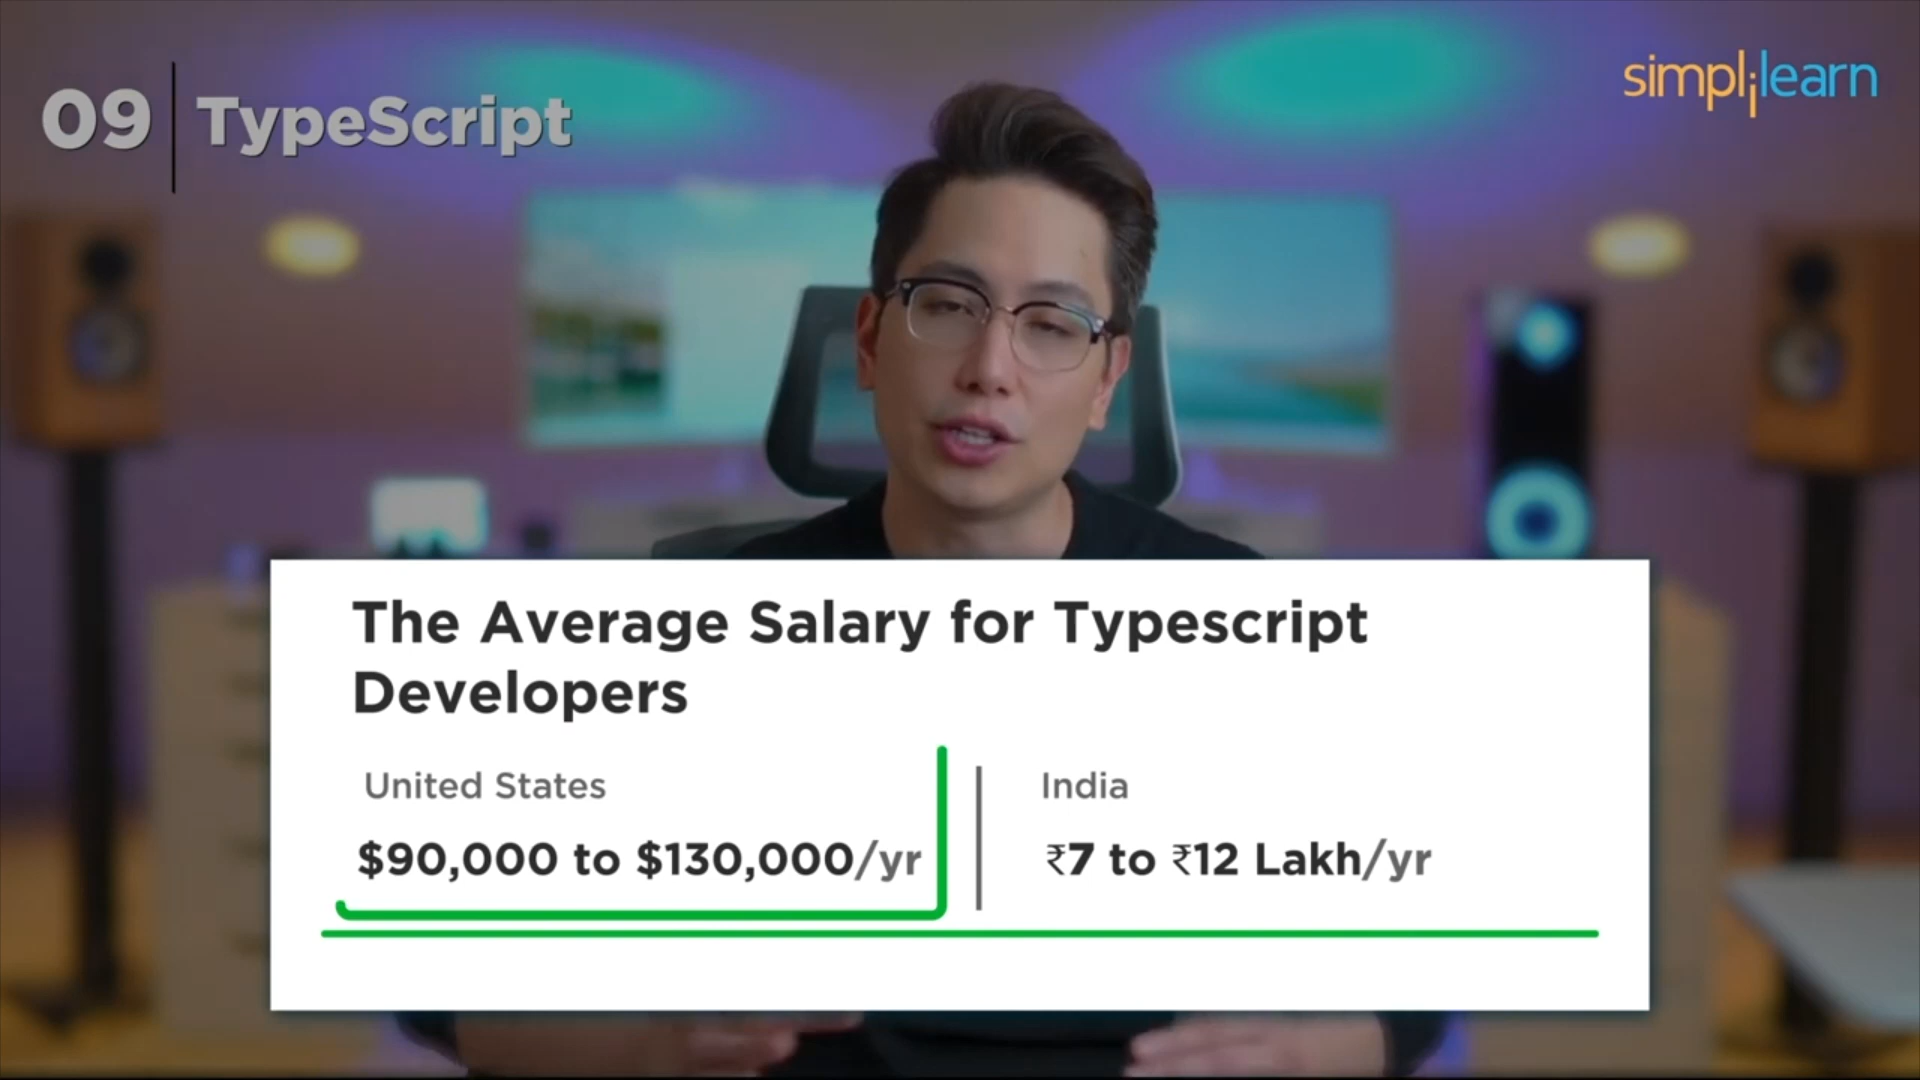 09 | TypeScript
simplilearn
The Average Salary for Typescript
Developers
United States
$90,000 to $130,000/yr
India
₹7 to ₹12 Lakh/yr